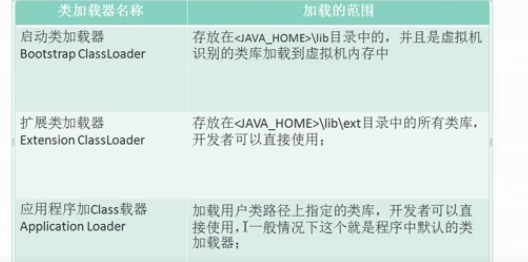 类加载器名称
加载的范围
启动类加载器
Bootstrap ClassLoader
存放在<JAVA_HOME>\lib目录中的，并且是虚拟机
识别的类库加载到虚拟机内存中
扩展类加载器
Extension ClassLoader
存放在<JAVA_HOME>\lib\ext目录中的所有类库，
开发者可以直接使用；
应用程序加Class载器
Application Loader
加载用户类路径上指定的类库，开发者可以直
接使用，一般情况下这个就是程序中默认的类
加载器；